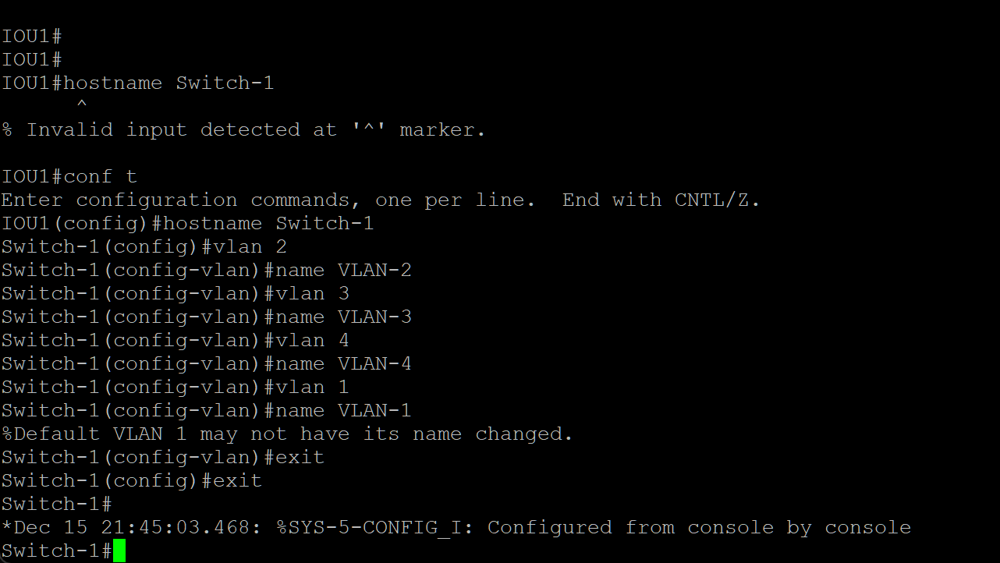 IOU1#
IOU1#
IOU1#hostname Switch-1
      ^
% Invalid input detected at '^' marker.

IOU1#conf t
Enter configuration commands, one per line.  End with CNTL/Z.
IOU1(config)#hostname Switch-1
Switch-1(config)#vlan 2
Switch-1(config-vlan)#name VLAN-2
Switch-1(config-vlan)#vlan 3
Switch-1(config-vlan)#name VLAN-3
Switch-1(config-vlan)#vlan 4
Switch-1(config-vlan)#name VLAN-4
Switch-1(config-vlan)#vlan 1
Switch-1(config-vlan)#name VLAN-1
%Default VLAN 1 may not have its name changed.
Switch-1(config-vlan)#exit
Switch-1(config)#exit
Switch-1#
*Dec 15 21:45:03.468: %SYS-5-CONFIG_I: Configured from console by console
Switch-1#